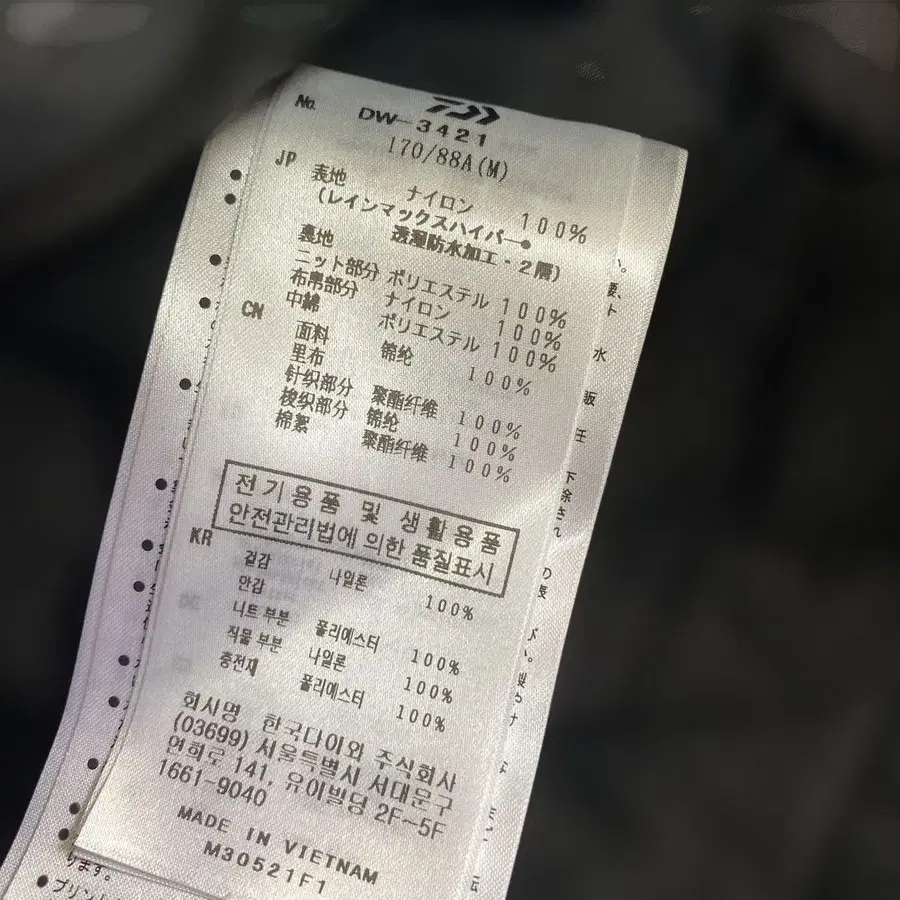 No. DW-3421
170/88A(M)
JP 表地 ナイロン 100%
(レインマックスハイパー●
透湿防水加工・2層)
裏地
ニット部分 ポリエステル 100%
布帛部分 ナイロン 100%
中綿 ポリエステル 100%
CN 面料 锦纶 100%
里布
针织部分 聚酯纤维 100%
梭织部分 锦纶 100%
棉絮 聚酯纤维 100%
전기용품 및 생활용품
안전관리법에 의한 품질표시
KR 겉감 나일론 100%
안감
니트 부분 폴리에스터 100%
직물 부분 나일론 100%
충전재 폴리에스터 100%
회사명 한국다이와 주식회사
(03699) 서울특별시 서대문구
연희로 141, 유이빌딩 2F~5F
1661-9040
MADE IN VIETNAM
M30521F1
ります。
●プリント